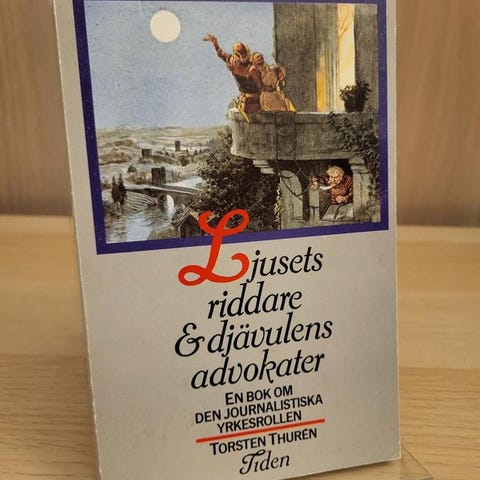 Ljusets
riddare
& djävulens
advokater
EN BOK OM
DEN JOURNALISTISKA
YRKESROLLEN
TORSTEN THURÉN
Tiden